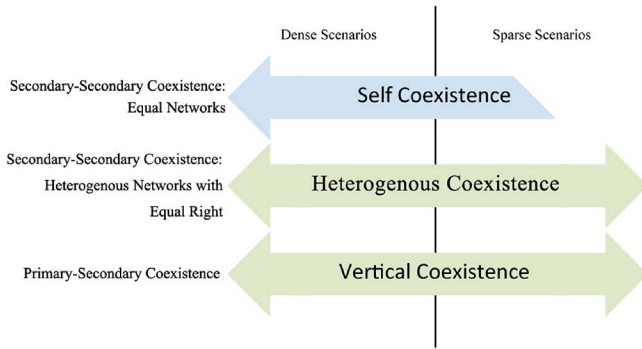 Dense Scenarios
Sparse Scenarios
Secondary-Secondary Coexistence:
Equal Networks
Self Coexistence
Secondary-Secondary Coexistence:
Heterogenous Networks with
Equal Right
Heterogenous Coexistence
Primary-Secondary Coexistence
Vertical Coexistence